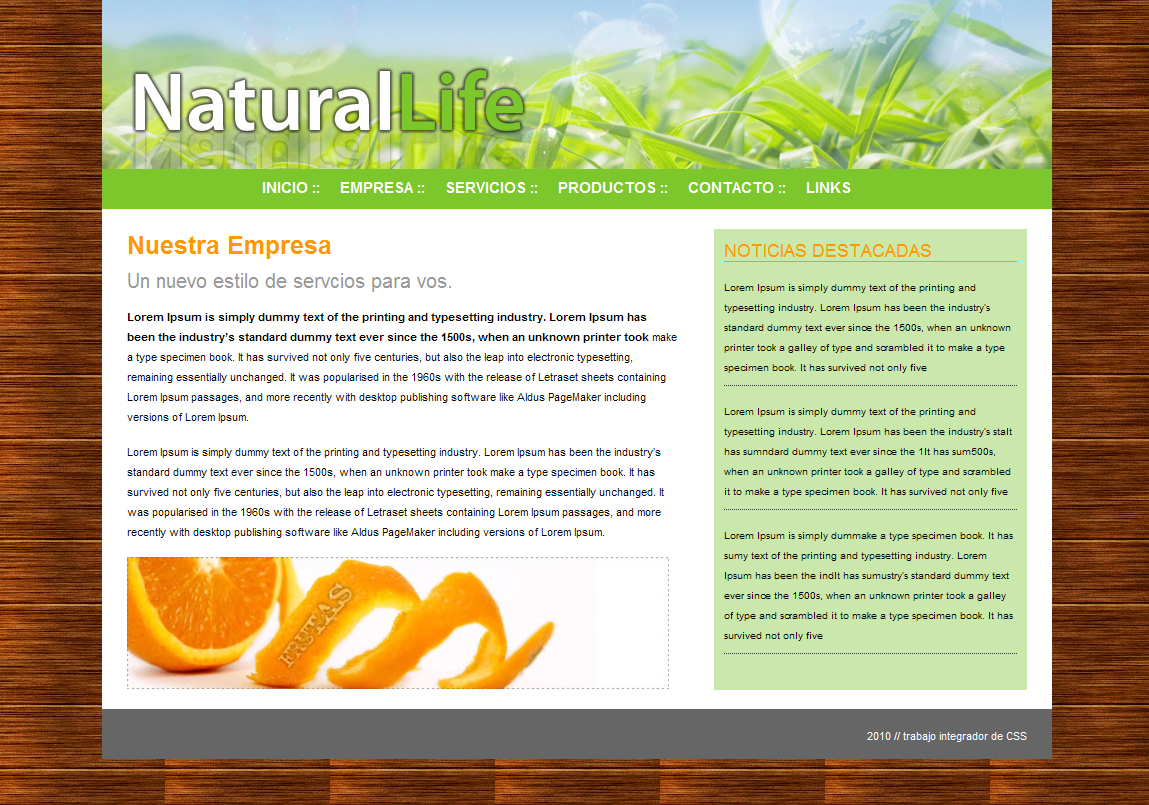 NaturalLife
INICIO :: EMPRESA :: SERVICIOS :: PRODUCTOS :: CONTACTO :: LINKS
Nuestra Empresa
Un nuevo estilo de servcios para vos.
Lorem Ipsum is simply dummy text of the printing and typesetting industry. Lorem Ipsum has
been the industry's standard dummy text ever since the 1500s, when an unknown printer took make
a type specimen book. It has survived not only five centuries, but also the leap into electronic typesetting,
remaining essentially unchanged. It was popularised in the 1960s with the release of Letraset sheets containing
Lorem Ipsum passages, and more recently with desktop publishing software like Aldus PageMaker including
versions of Lorem Ipsum.
Lorem Ipsum is simply dummy text of the printing and typesetting industry. Lorem Ipsum has been the industry's
standard dummy text ever since the 1500s, when an unknown printer took make a type specimen book. It has
survived not only five centuries, but also the leap into electronic typesetting, remaining essentially unchanged. It
was popularised in the 1960s with the release of Letraset sheets containing Lorem Ipsum passages, and more
recently with desktop publishing software like Aldus PageMaker including versions of Lorem Ipsum.
FRUTAS
NOTICIAS DESTACADAS
Lorem Ipsum is simply dummy text of the printing and
typesetting industry. Lorem Ipsum has been the industry's
standard dummy text ever since the 1500s, when an unknown
printer took a galley of type and scrambled it to make a type
specimen book. It has survived not only five
Lorem Ipsum is simply dummy text of the printing and
typesetting industry. Lorem Ipsum has been the industry's staIt
has sumndard dummy text ever since the 1It has sum500s,
when an unknown printer took a galley of type and scrambled
it to make a type specimen book. It has survived not only five
Lorem Ipsum is simply dummake a type specimen book. It has
sumy text of the printing and typesetting industry. Lorem
Ipsum has been the indIt has sumustry's standard dummy text
ever since the 1500s, when an unknown printer took a galley
of type and scrambled it to make a type specimen book. It has
survived not only five
2010 // trabajo integrador de CSS